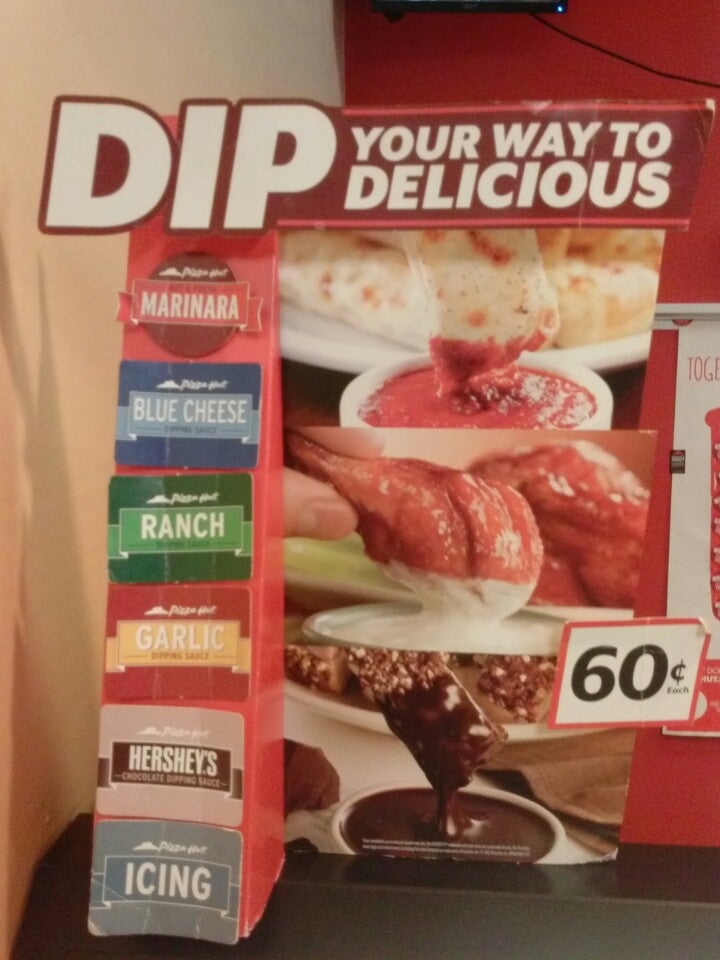 DIP
YOUR WAY TO
DELICIOUS
Pizza Hut
MARINARA
Pizza Hut
BLUE CHEESE
DIPPING SAUCE
Pizza Hut
RANCH
DIPPING SAUCE
Pizza Hut
GARLIC
DIPPING SAUCE
Pizza Hut
HERSHEY'S
CHOCOLATE DIPPING SAUCE
Pizza Hut
ICING
60¢
Each
TOGE